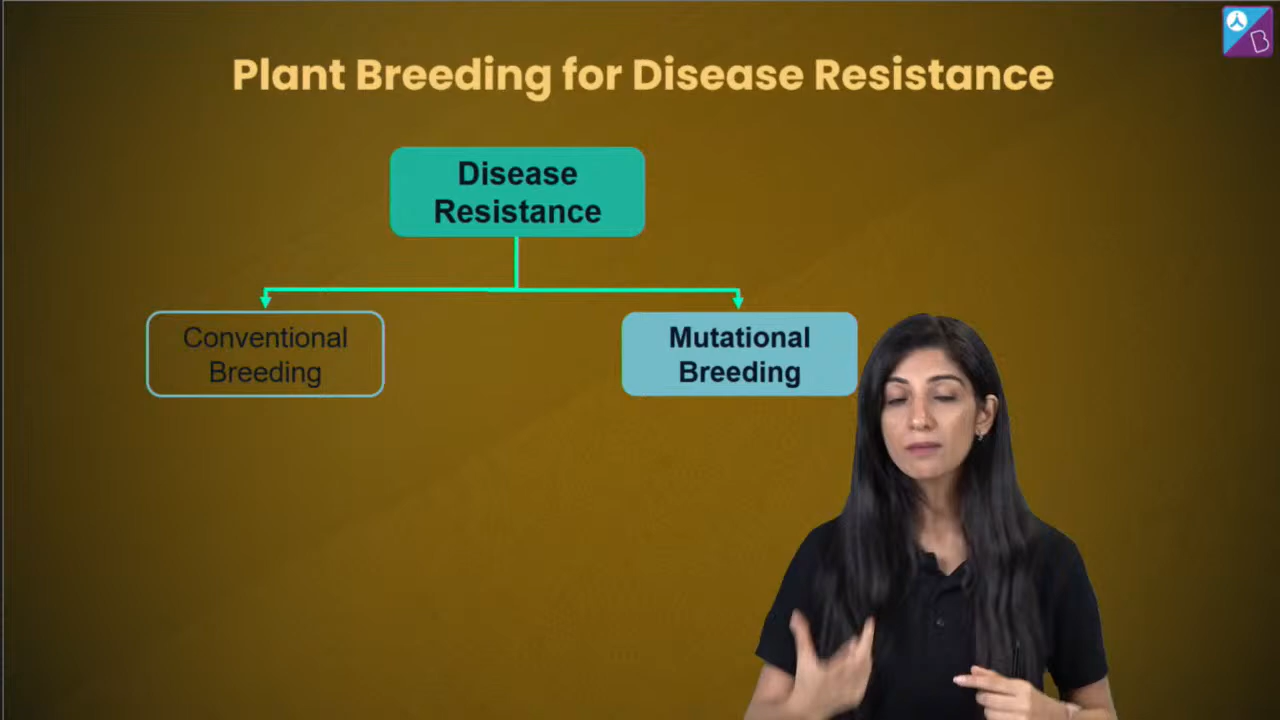 Plant Breeding for Disease Resistance
Disease
Resistance
Conventional
Breeding
Mutational
Breeding
B